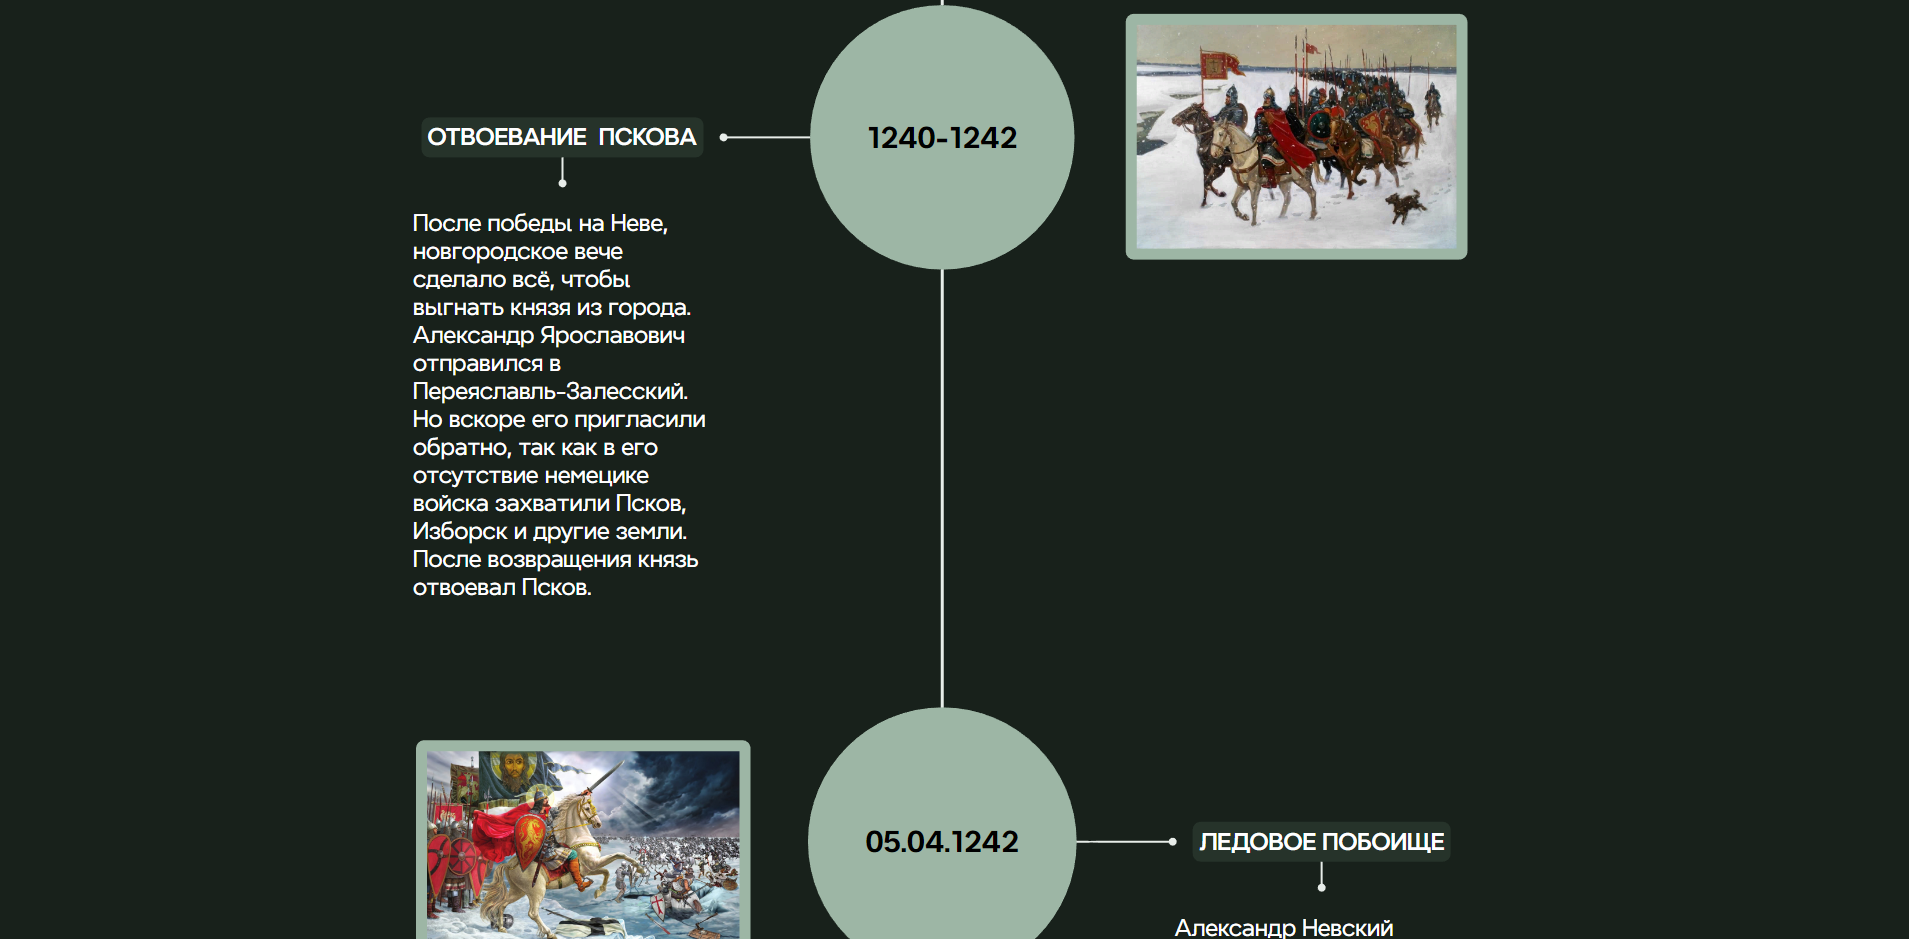 1240-1242
ОТВОЕВАНИЕ ПСКОВА
После победы на Неве,
новгородское вече
сделало всё, чтобы
выгнать князя из города.
Александр Ярославович
отправился в
Переяславль-Залесский.
Но вскоре его пригласили
обратно, так как в его
отсутствие немецике
войска захватили Псков,
Изборск и другие земли.
После возвращения князь
отвоевал Псков.
05.04.1242
ЛЕДОВОЕ ПОБОИЩЕ
Александр Невский